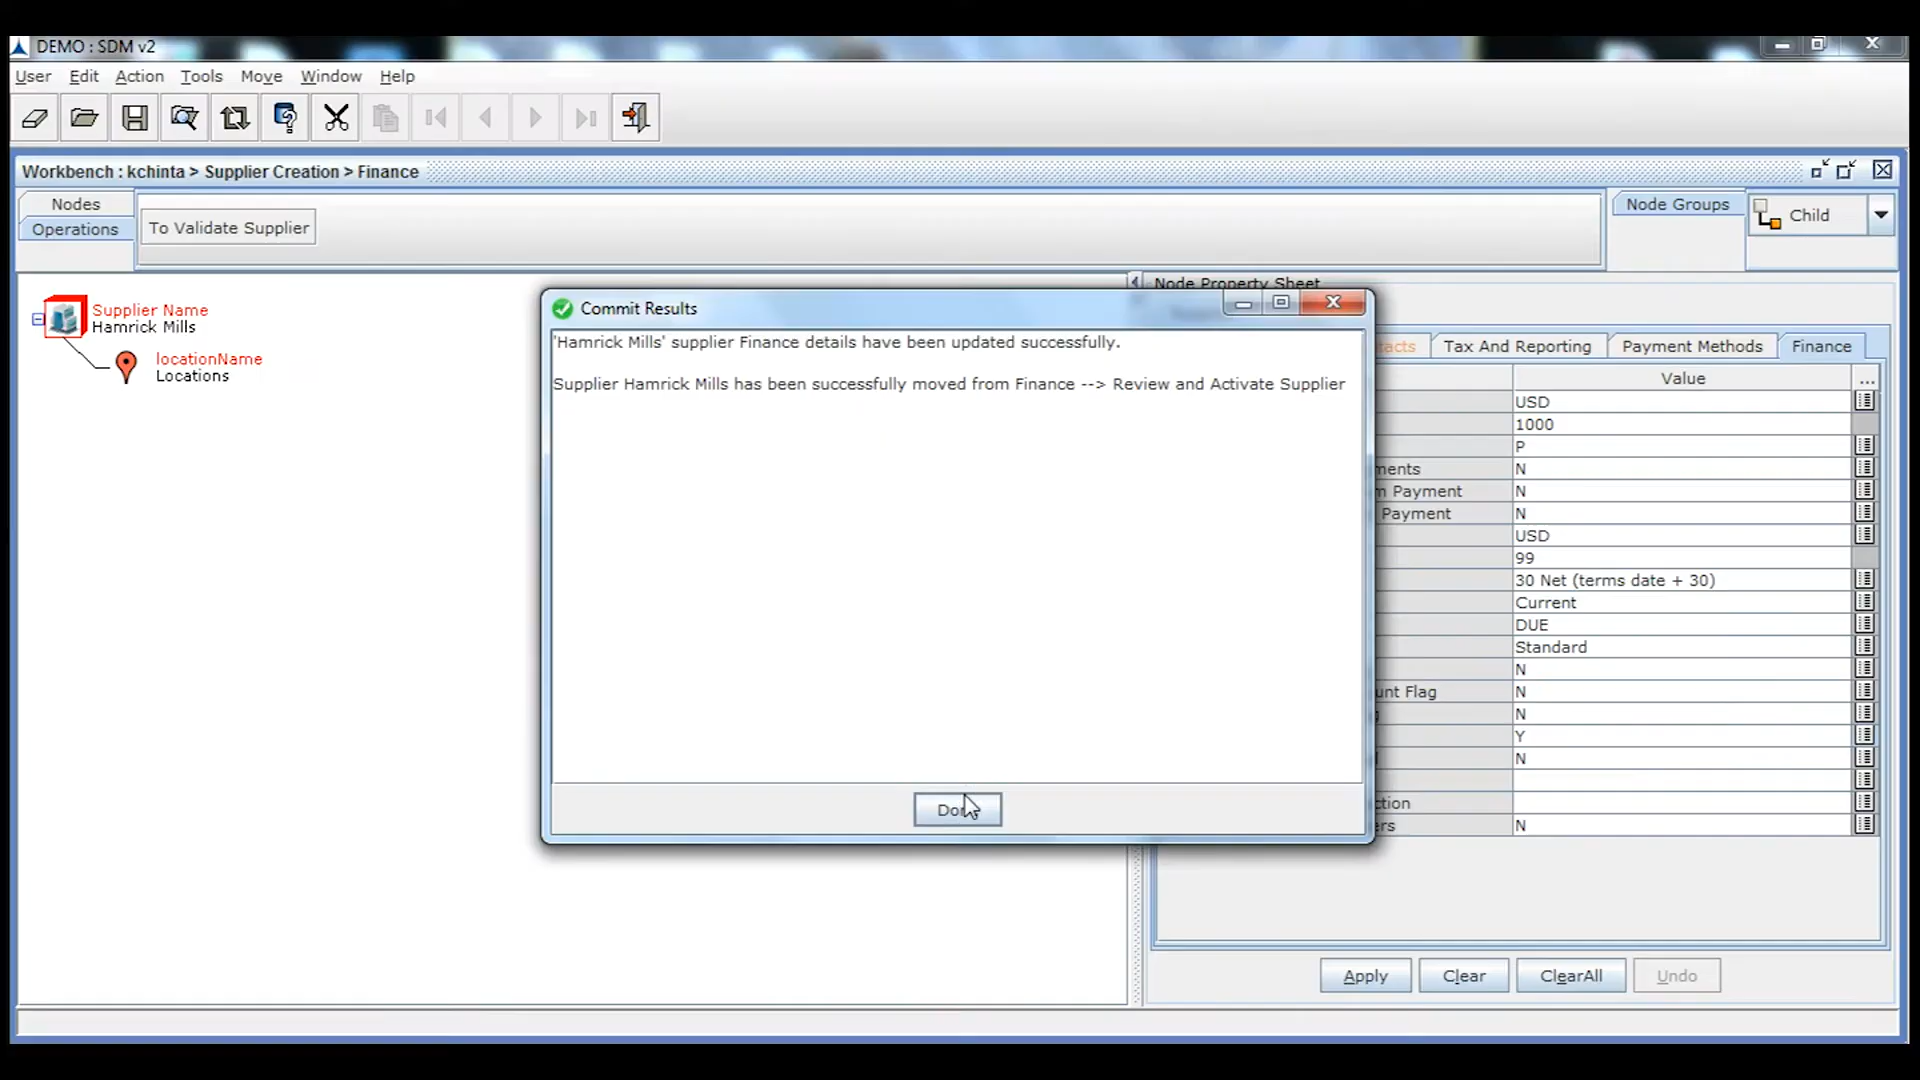 DEMO : SDM v2
User Edit Action Tools Move Window Help
Workbench : kchinta > Supplier Creation > Finance
Nodes
Operations
To Validate Supplier
Node Groups
Child
Supplier Name
Hamrick Mills
locationName
Locations
Node Property Sheet
Commit Results
'Hamrick Mills' supplier Finance details have been updated successfully.
Supplier Hamrick Mills has been successfully moved from Finance --> Review and Activate Supplier
tacts Tax And Reporting Payment Methods Finance
Value ...
USD
1000
P
N
Payment N
Payment N
USD
99
30 Net (terms date + 30)
Current
DUE
Standard
N
unt Flag N
N
Y
N
ction
ers N
Apply Clear ClearAll Undo